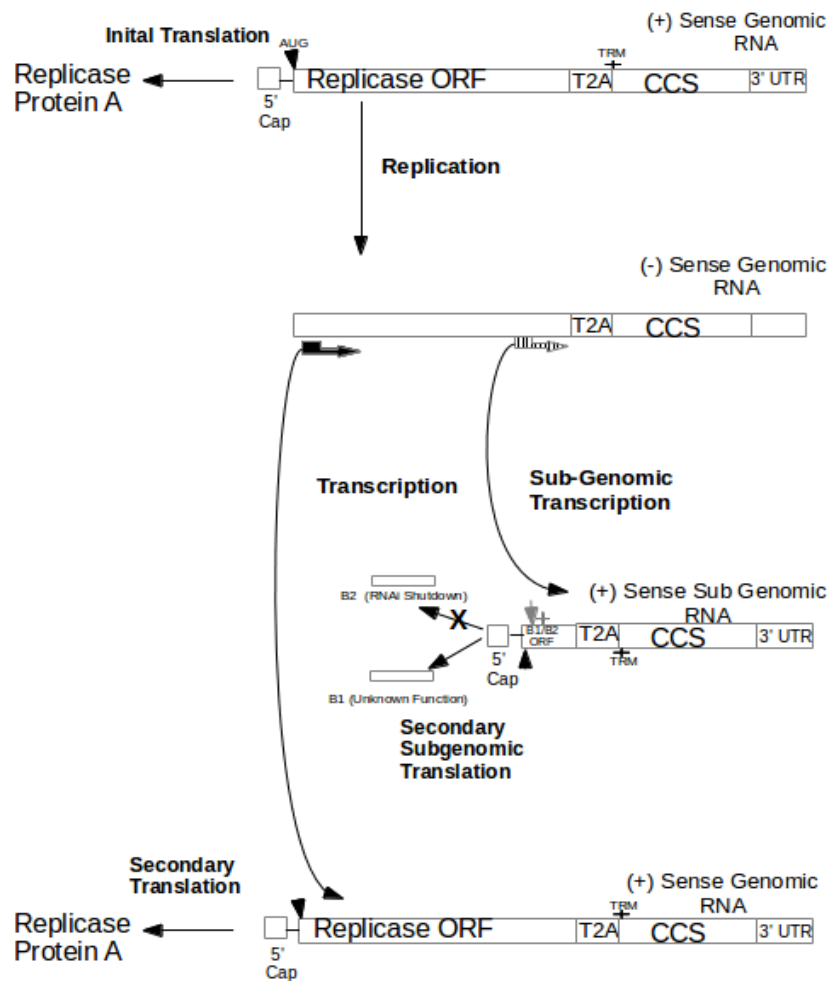 (+) Sense Genomic
RNA
Inital Translation
AUG
TRM
Replicase
Protein A
Replicase ORF
T2A
CCS
3' UTR
5'
Cap
Replication
(-) Sense Genomic
RNA
T2A
CCS
Transcription
Sub-Genomic
Transcription
B2 (RNAi Shutdown)
X
(+) Sense Sub Genomic
RNA
B1/B2
ORF
T2A
CCS
3' UTR
5'
Cap
TRM
B1 (Unknown Function)
Secondary
Subgenomic
Translation
Secondary
Translation
(+) Sense Genomic
RNA
TRM
Replicase
Protein A
Replicase ORF
T2A
CCS
3' UTR
5'
Cap